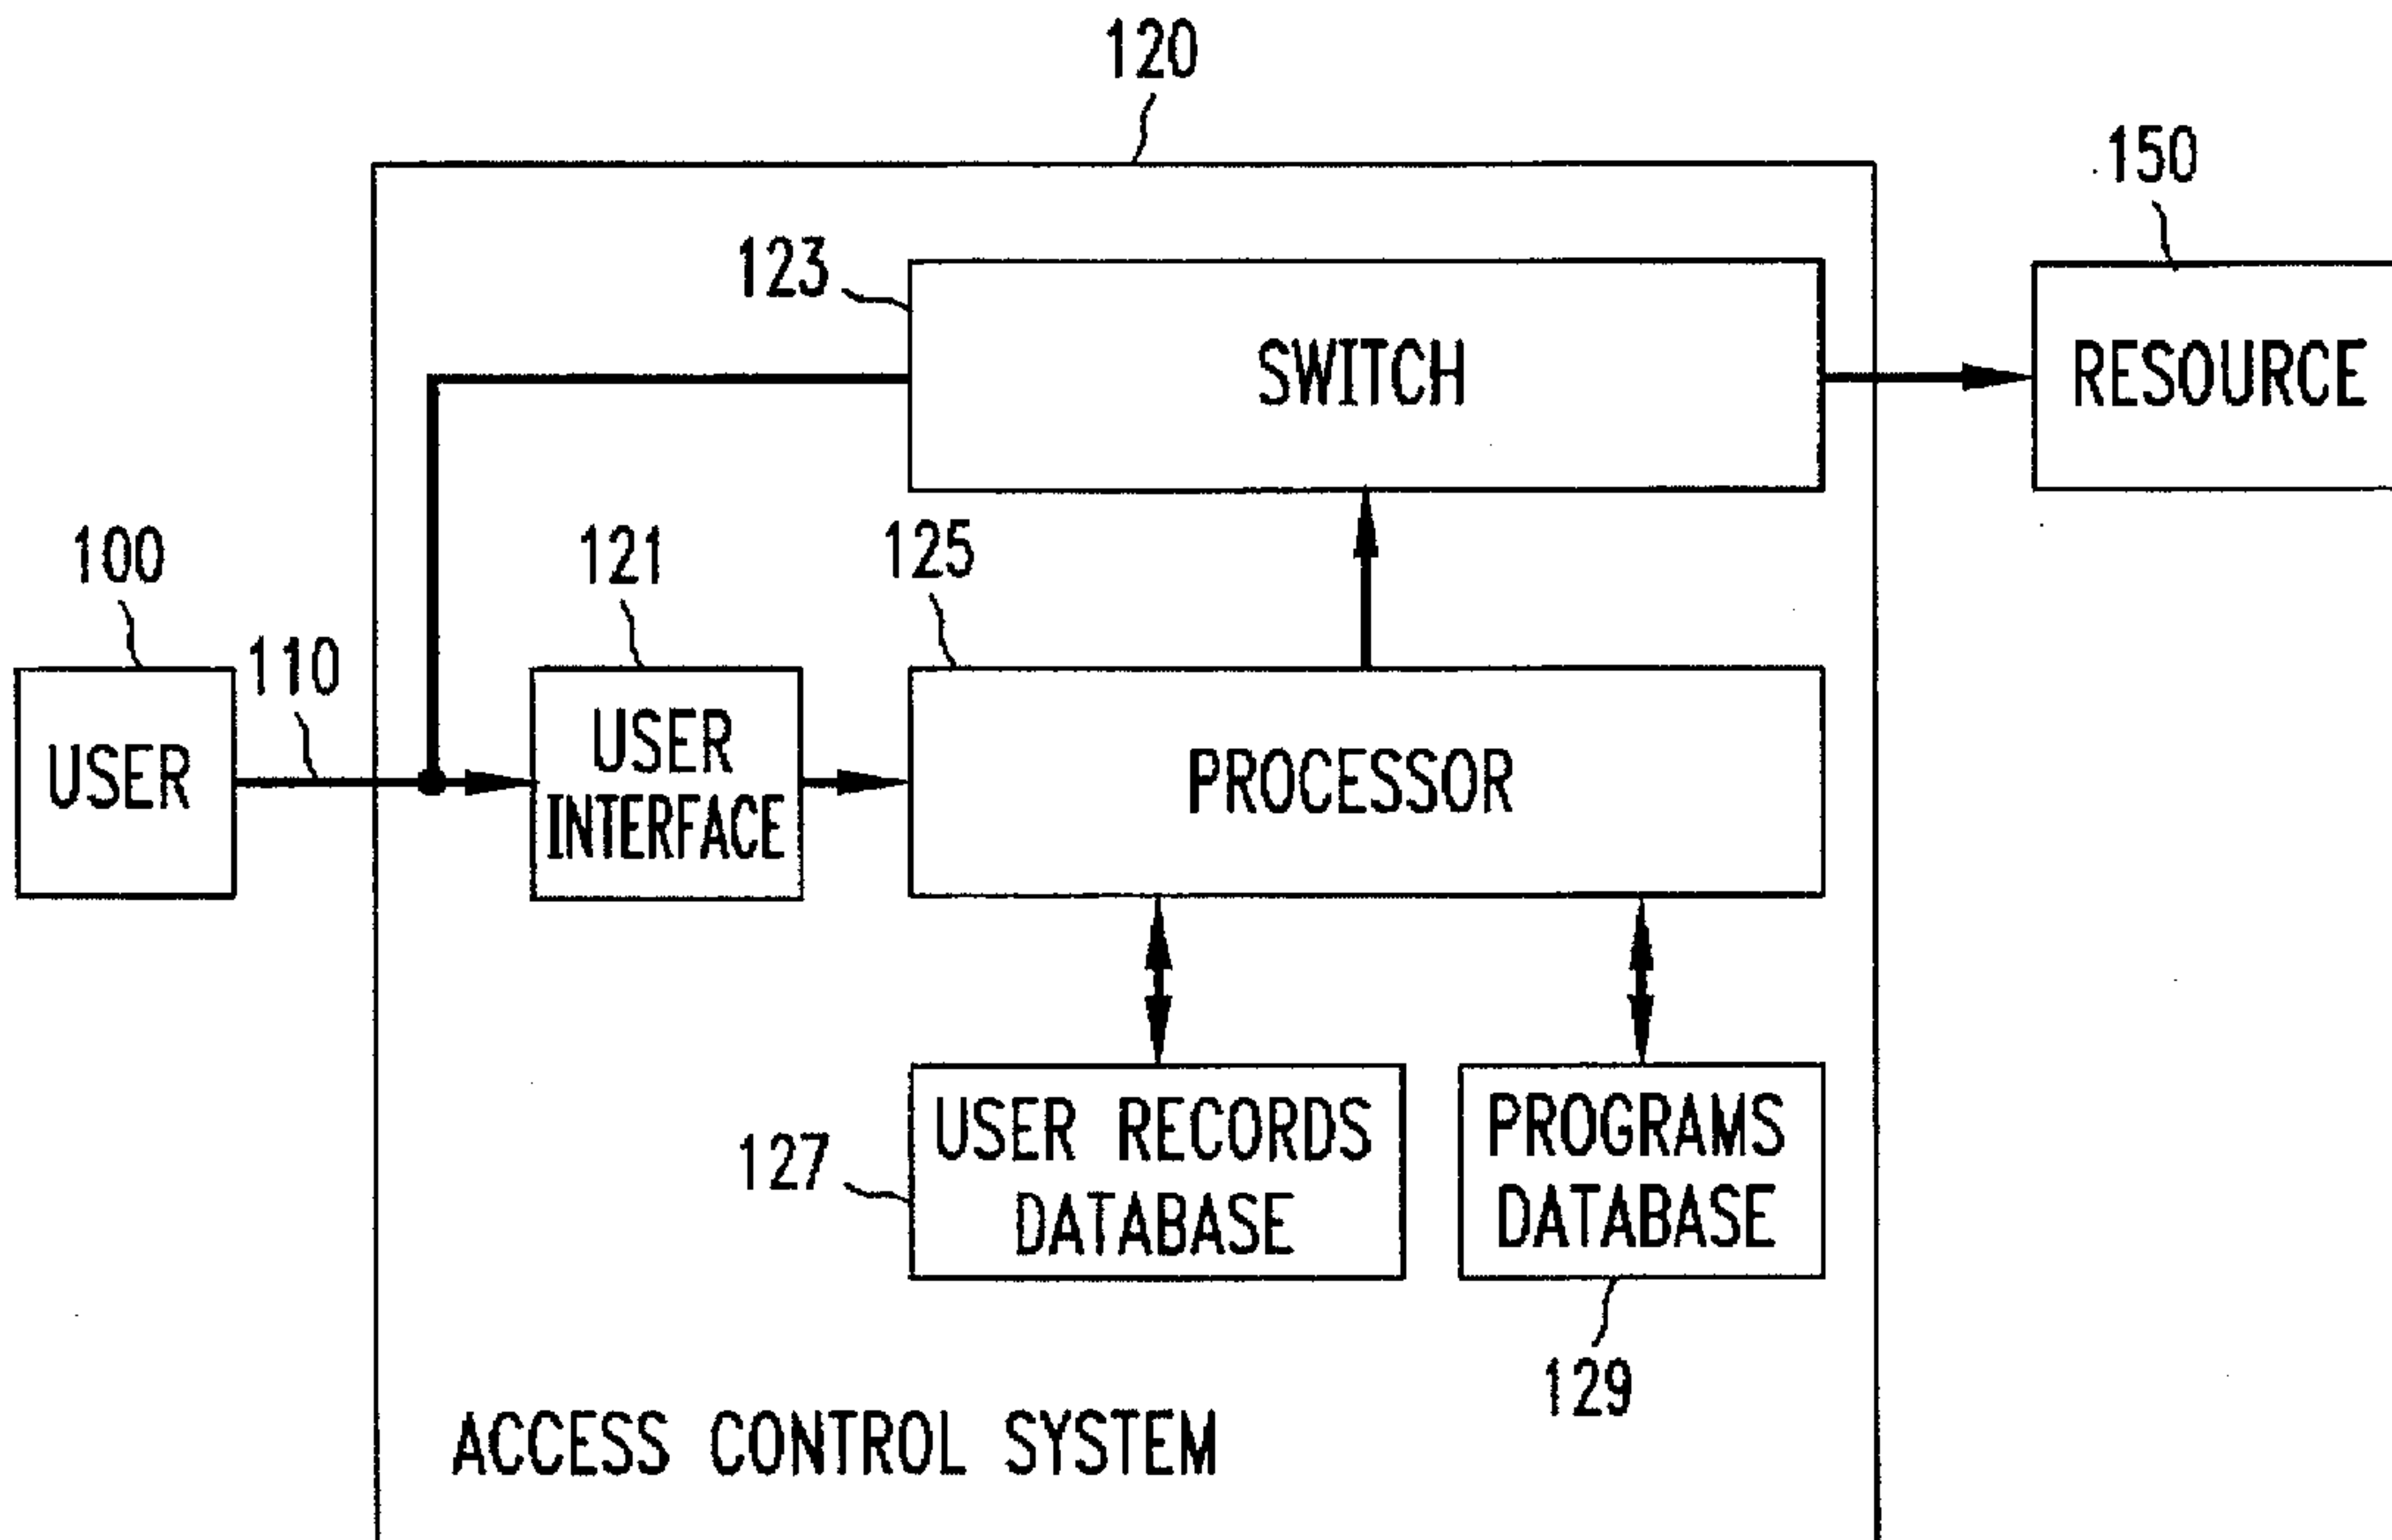 120
150
123
SWITCH
RESOURCE
100
110
121
125
USER
USER
INTERFACE
PROCESSOR
127
USER RECORDS
DATABASE
PROGRAMS
DATABASE
129
ACCESS CONTROL SYSTEM